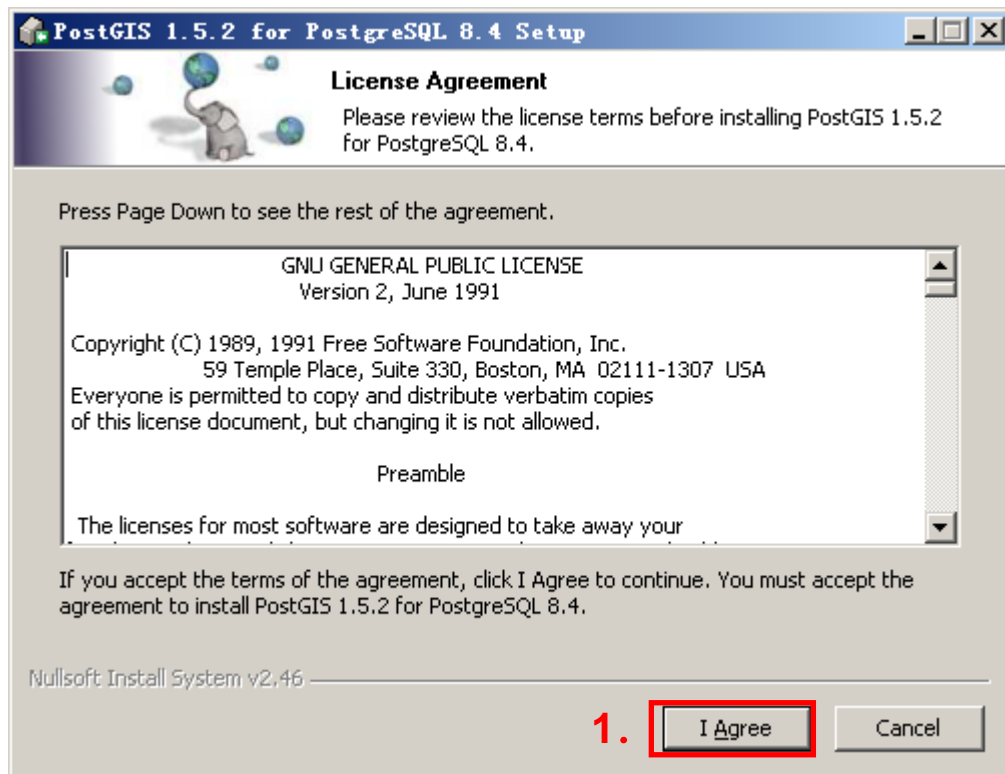 PostGIS 1.5.2 for PostgreSQL 8.4 Setup
License Agreement
Please review the license terms before installing PostGIS 1.5.2
for PostgreSQL 8.4.
Press Page Down to see the rest of the agreement.
GNU GENERAL PUBLIC LICENSE
Version 2, June 1991
Copyright (C) 1989, 1991 Free Software Foundation, Inc.
59 Temple Place, Suite 330, Boston, MA 02111-1307 USA
Everyone is permitted to copy and distribute verbatim copies
of this license document, but changing it is not allowed.
Preamble
The licenses for most software are designed to take away your
If you accept the terms of the agreement, click I Agree to continue. You must accept the
agreement to install PostGIS 1.5.2 for PostgreSQL 8.4.
Nullsoft Install System v2.46
1. I Agree Cancel